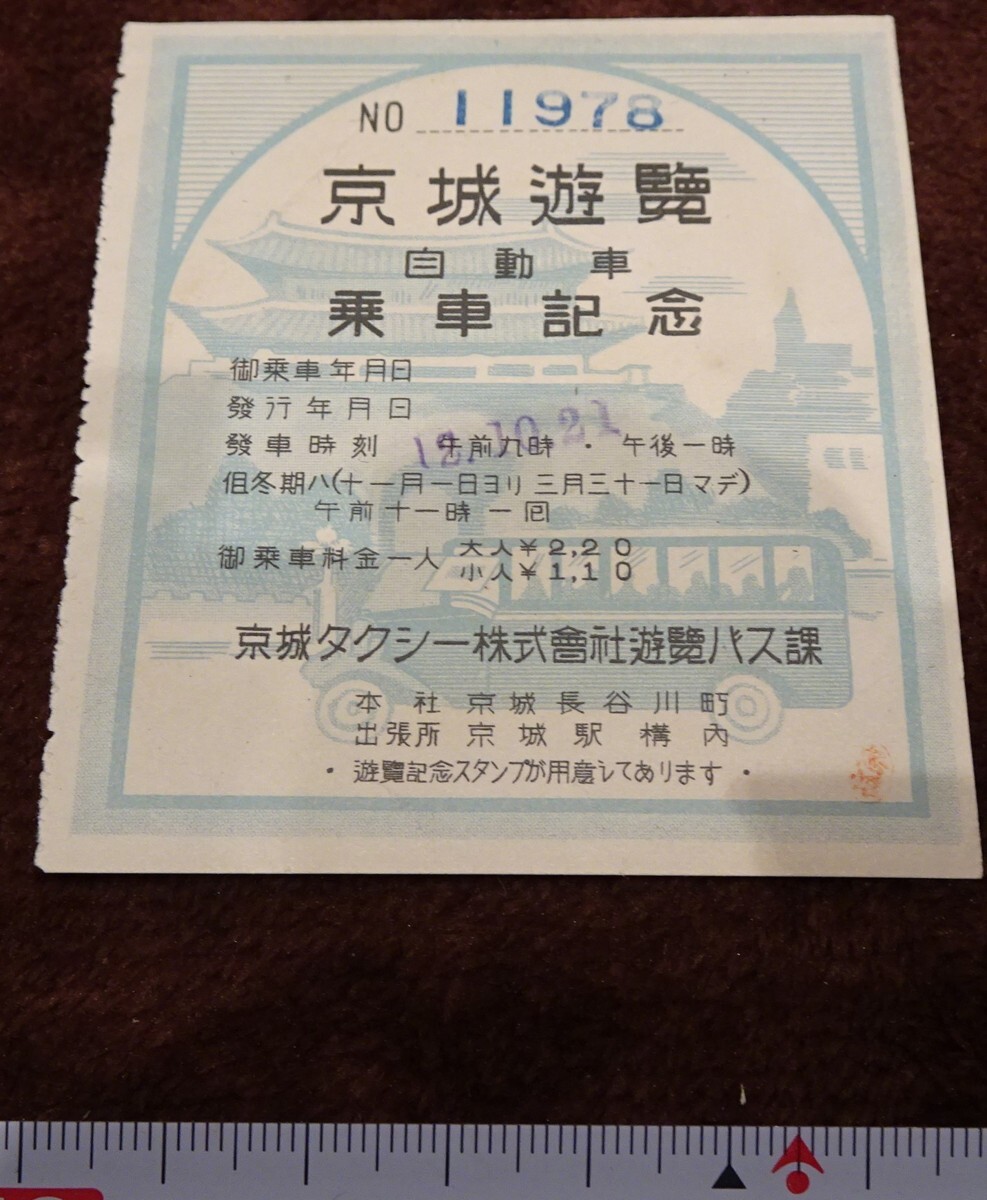 NO 11978
京城遊覽
自動車
乗車記念
御乗車年月日
發行年月日
12.10.21
發車時刻 午前九時・午後一時
但冬期ハ(十一月一日ヨリ三月三十一日マデ)
午前十一時一囘
御乗車料金一人 大人¥2,20
小人¥1,10
京城タクシー株式會社遊覽バス課
本社 京城長谷川町
出張所 京城駅構內
・遊覽記念スタンプが用意してあります・